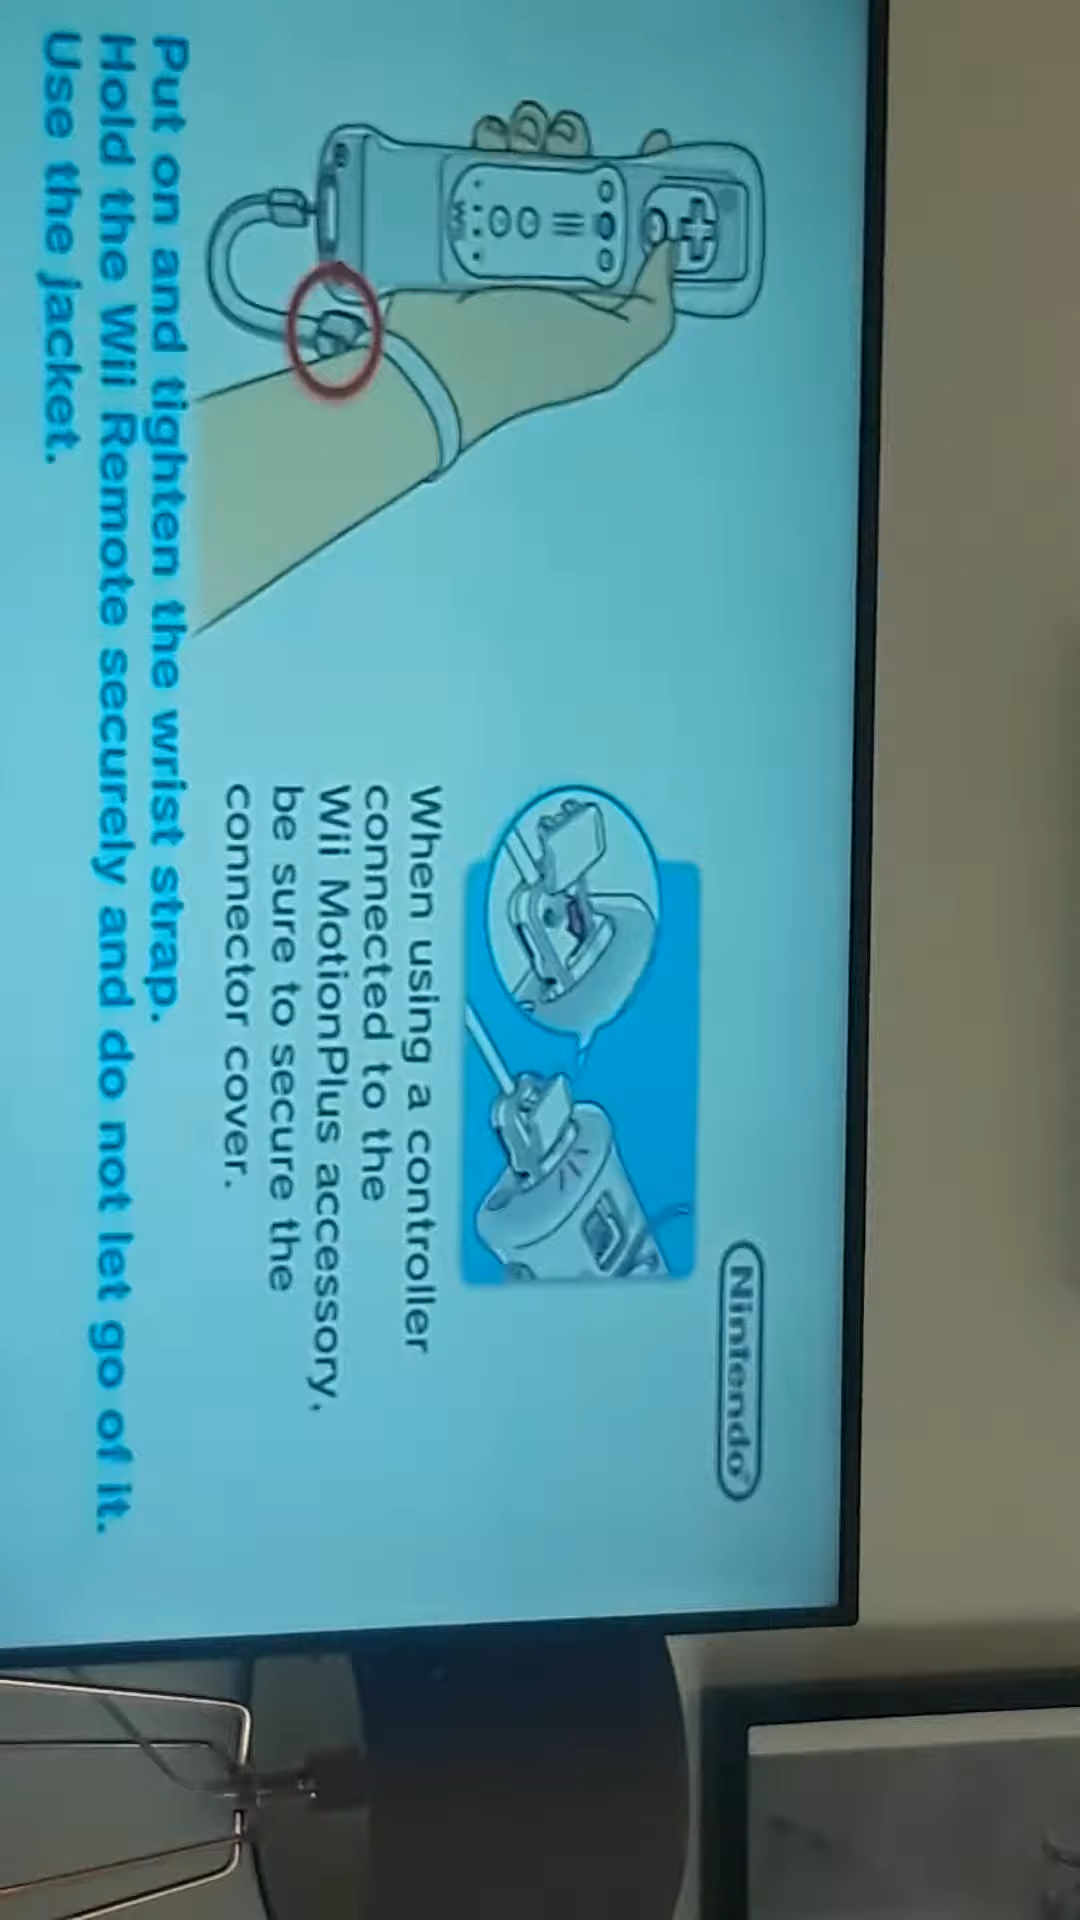 Nintendo
When using a controller
connected to the
Wii MotionPlus accessory,
be sure to secure the
connector cover.
Put on and tighten the wrist strap.
Hold the Wii Remote securely and do not let go of it.
Use the jacket.